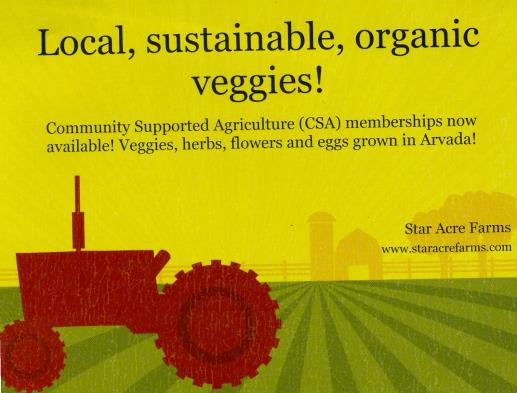 Local, sustainable, organic
veggies!
Community Supported Agriculture (CSA) memberships now
available! Veggies, herbs, flowers and eggs grown in Arvada!
Star Acre Farms
www.staracrefarms.com